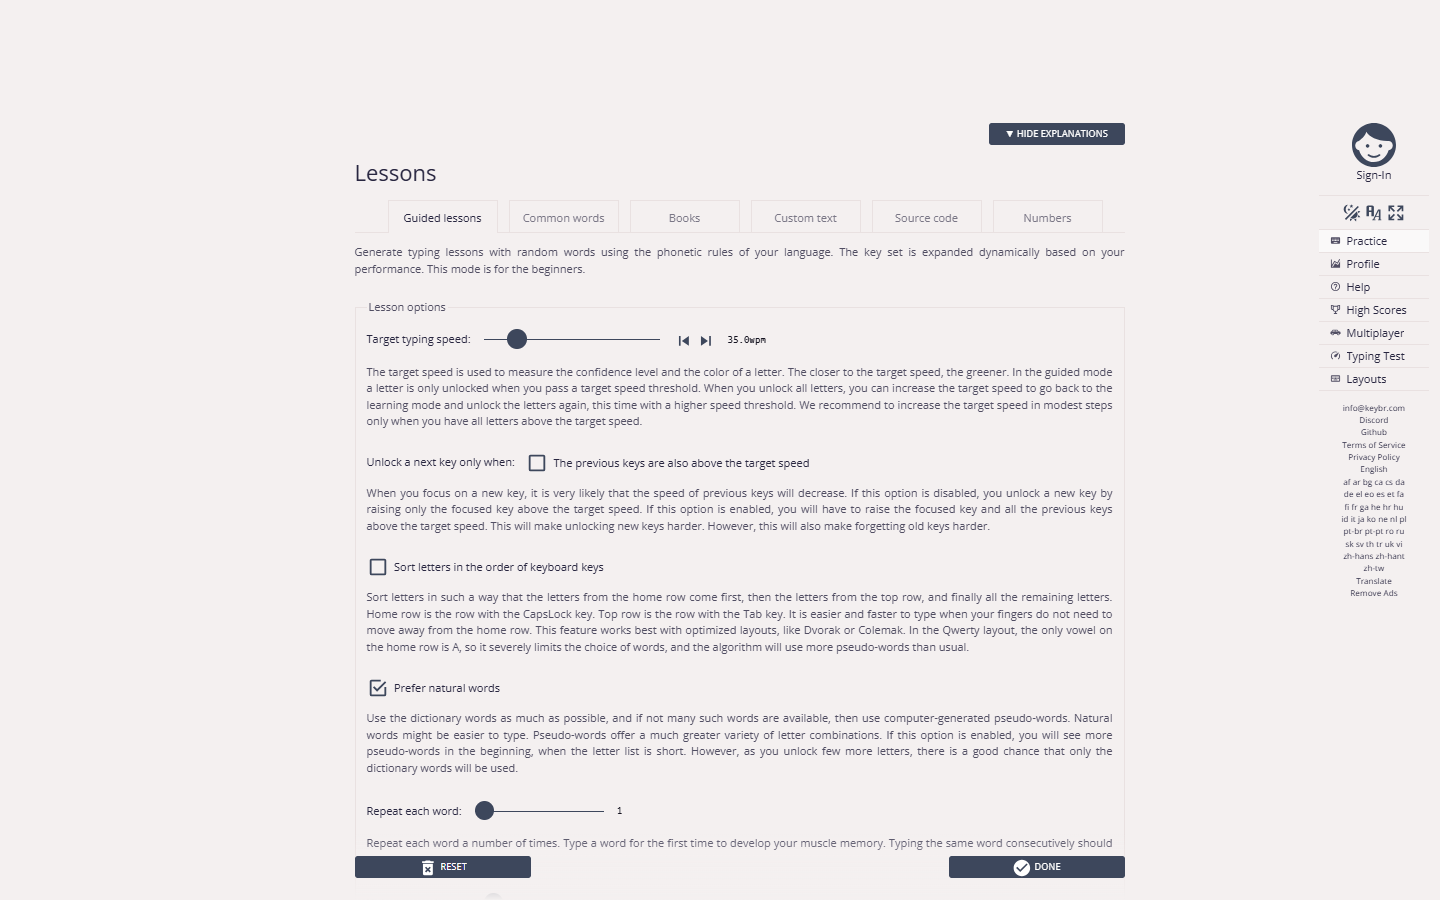 ▼ HIDE EXPLANATIONS
Lessons
Guided lessons
Common words
Books
Custom text
Source code
Numbers
Generate typing lessons with random words using the phonetic rules of your language. The key set is expanded dynamically based on your
performance. This mode is for the beginners.
Lesson options
Target typing speed:
35.0wpm
The target speed is used to measure the confidence level and the color of a letter. The closer to the target speed, the greener. In the guided mode
a letter is only unlocked when you pass a target speed threshold. When you unlock all letters, you can increase the target speed to go back to the
learning mode and unlock the letters again, this time with a higher speed threshold. We recommend to increase the target speed in modest steps
only when you have all letters above the target speed.
Unlock a next key only when:
The previous keys are also above the target speed
When you focus on a new key, it is very likely that the speed of previous keys will decrease. If this option is disabled, you unlock a new key by
raising only the focused key above the target speed. If this option is enabled, you will have to raise the focused key and all the previous keys
above the target speed. This will make unlocking new keys harder. However, this will also make forgetting old keys harder.
Sort letters in the order of keyboard keys
Sort letters in such a way that the letters from the home row come first, then the letters from the top row, and finally all the remaining letters.
Home row is the row with the CapsLock key. Top row is the row with the Tab key. It is easier and faster to type when your fingers do not need to
move away from the home row. This feature works best with optimized layouts, like Dvorak or Colemak. In the Qwerty layout, the only vowel on
the home row is A, so it severely limits the choice of words, and the algorithm will use more pseudo-words than usual.
Prefer natural words
Use the dictionary words as much as possible, and if not many such words are available, then use computer-generated pseudo-words. Natural
words might be easier to type. Pseudo-words offer a much greater variety of letter combinations. If this option is enabled, you will see more
pseudo-words in the beginning, when the letter list is short. However, as you unlock few more letters, there is a good chance that only the
dictionary words will be used.
Repeat each word:
1
Repeat each word a number of times. Type a word for the first time to develop your muscle memory. Typing the same word consecutively should
RESET
DONE
Sign-In
Practice
Profile
Help
High Scores
Multiplayer
Typing Test
Layouts
info@keybr.com
Discord
Github
Terms of Service
Privacy Policy
English
af ar bg ca cs da
de el eo es et fa
fi fr ga he hr hu
id it ja ko ne nl pl
pt-br pt-pt ro ru
sk sv th tr uk vi
zh-hans zh-hant
zh-tw
Translate
Remove Ads